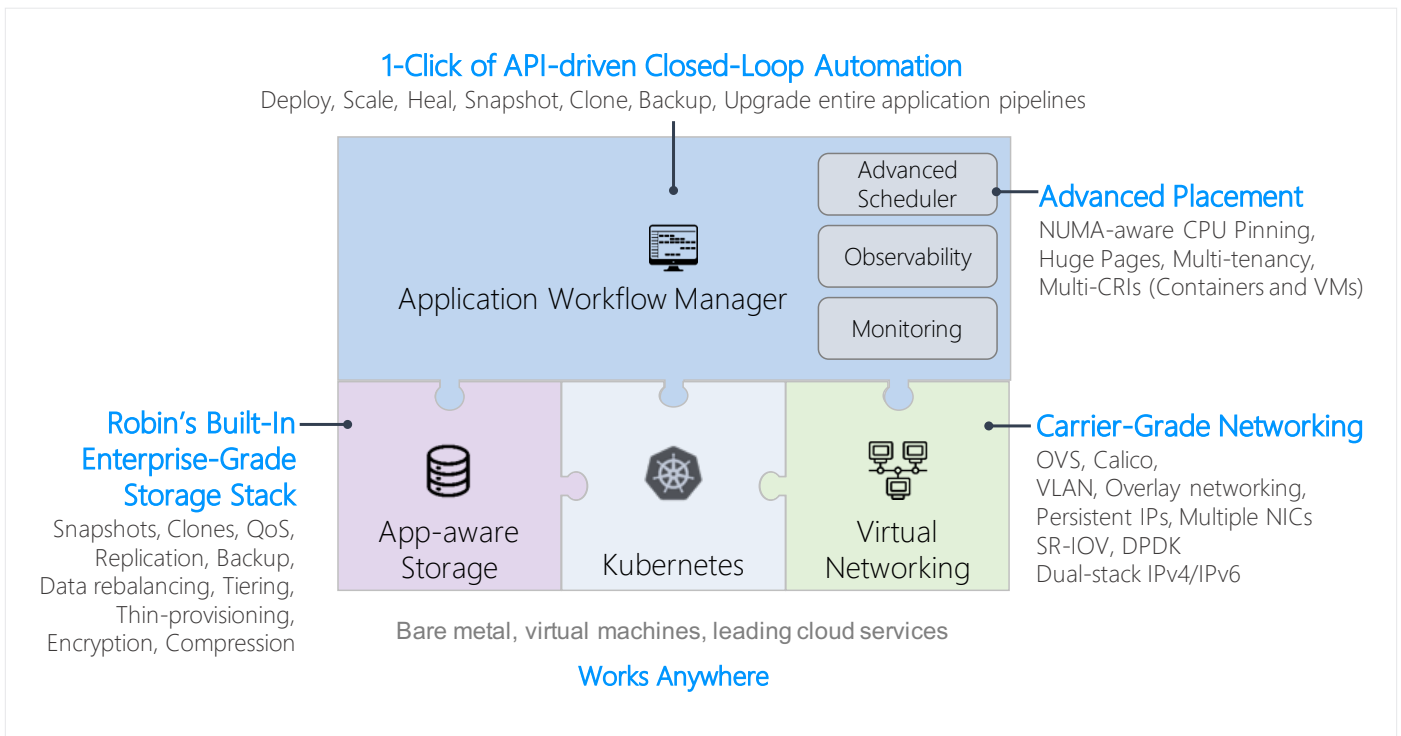 1-Click of API-driven Closed-Loop Automation
Deploy, Scale, Heal, Snapshot, Clone, Backup, Upgrade entire application pipelines
Advanced
Scheduler
Observability
Monitoring
Application Workflow Manager
Advanced Placement
NUMA-aware CPU Pinning,
Huge Pages, Multi-tenancy,
Multi-CRIs (Containers and VMs)
Robin’s Built-In
Enterprise-Grade
Storage Stack
Snapshots, Clones, QoS,
Replication, Backup,
Data rebalancing, Tiering,
Thin-provisioning,
Encryption, Compression
App-aware
Storage
Kubernetes
Virtual
Networking
Carrier-Grade Networking
OVS, Calico,
VLAN, Overlay networking,
Persistent IPs, Multiple NICs
SR-IOV, DPDK
Dual-stack IPv4/IPv6
Bare metal, virtual machines, leading cloud services
Works Anywhere